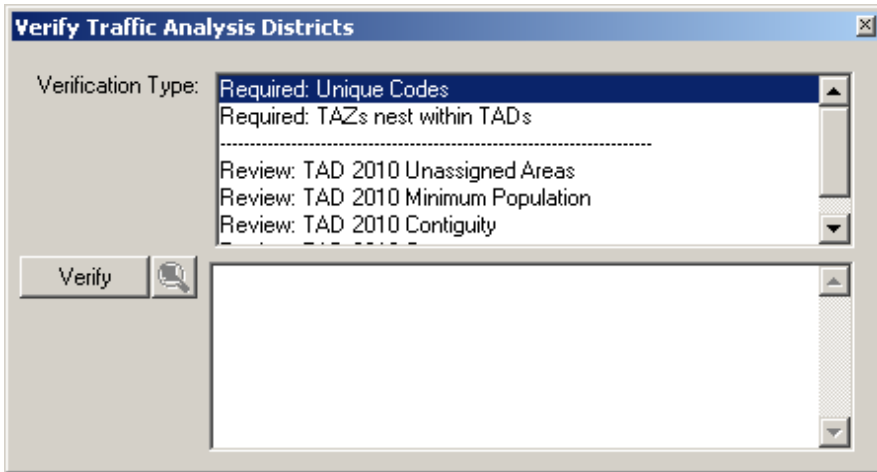 Verify Traffic Analysis Districts
Verification Type:
Required: Unique Codes
Required: TAZs nest within TADs
------------------------------------------------------------------------
Review: TAD 2010 Unassigned Areas
Review: TAD 2010 Minimum Population
Review: TAD 2010 Contiguity
Verify